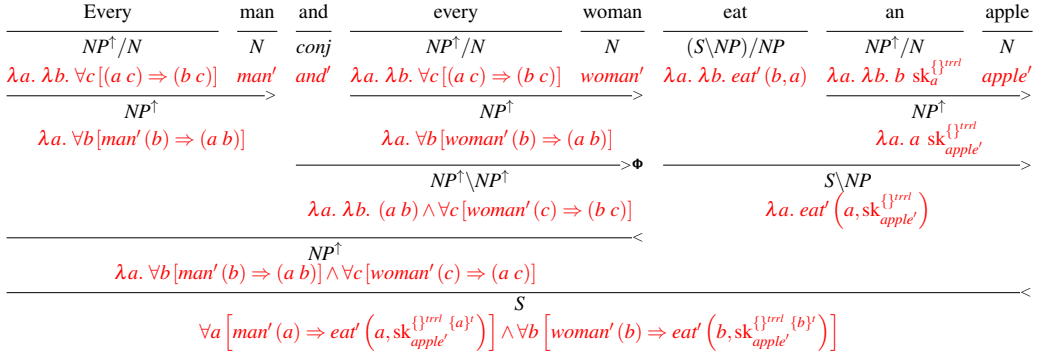 Every man and every woman eat an apple
NP↑/N N conj NP↑/N N (S\NP)/NP NP↑/N N
λa. λb. ∀c[(a c) ⇒ (b c)] man′ and′ λa. λb. ∀c[(a c) ⇒ (b c)] woman′ λa. λb. eat′(b,a) λa. λb. b sk_a^{{}^{trrl}} apple′
> >
NP↑ NP↑ NP↑
λa. ∀b[man′(b) ⇒ (a b)] λa. ∀b[woman′(b) ⇒ (a b)] λa. a sk_{apple′}^{{}^{trrl}}
>Φ >
NP↑\NP↑ S\NP
λa. λb. (a b) ∧ ∀c[woman′(c) ⇒ (b c)] λa. eat′(a, sk_{apple′}^{{}^{trrl}})
<
NP↑
λa. ∀b[man′(b) ⇒ (a b)] ∧ ∀c[woman′(c) ⇒ (a c)]
<
S
∀a[man′(a) ⇒ eat′(a, sk_{apple′}^{{}^{trrl} {a}^t})] ∧ ∀b[woman′(b) ⇒ eat′(b, sk_{apple′}^{{}^{trrl} {b}^t})]